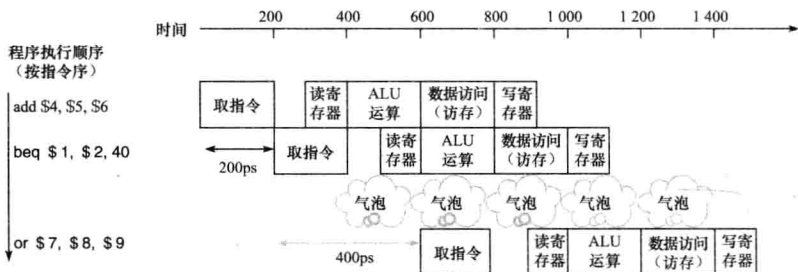 时间 200 400 600 800 1 000 1 200 1 400
程序执行顺序
（按指令序）
add $4, $5, $6
取指令 读寄存器 ALU运算 数据访问（访存） 写寄存器
beq $1, $2, 40
200ps
取指令 读寄存器 ALU运算 数据访问（访存） 写寄存器
气泡 气泡 气泡 气泡 气泡
or $7, $8, $9
400ps
取指令 读寄存器 ALU运算 数据访问（访存） 写寄存器